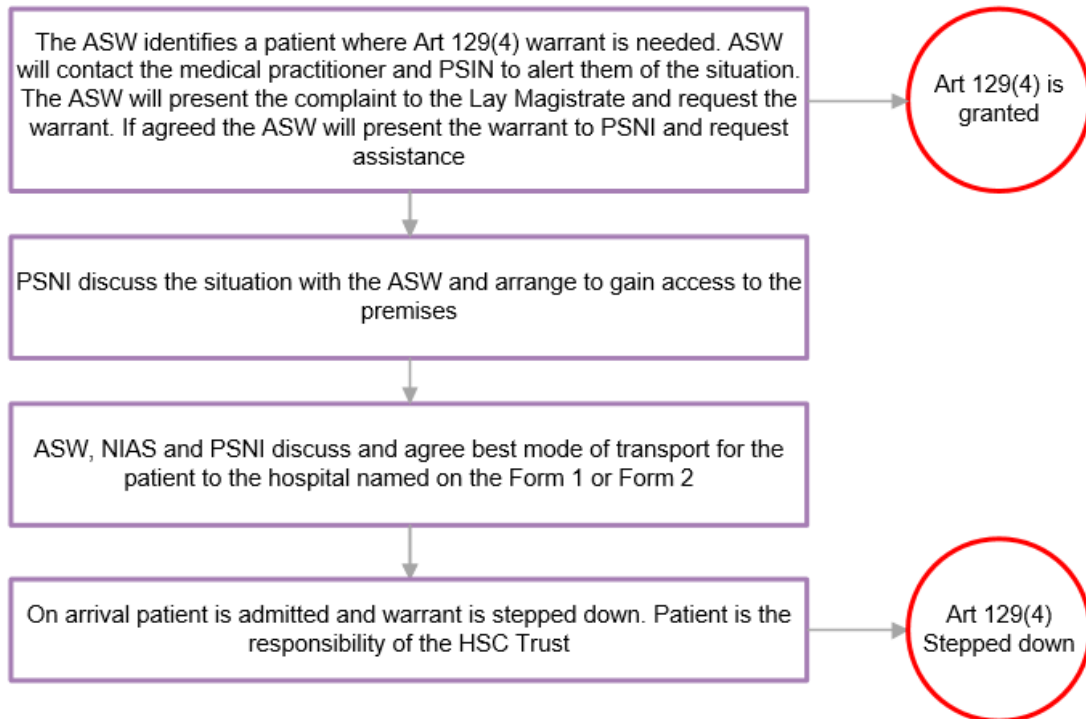 The ASW identifies a patient where Art 129(4) warrant is needed. ASW
will contact the medical practitioner and PSIN to alert them of the situation.
The ASW will present the complaint to the Lay Magistrate and request the
warrant. If agreed the ASW will present the warrant to PSNI and request
assistance
Art 129(4) is
granted
PSNI discuss the situation with the ASW and arrange to gain access to the
premises
ASW, NIAS and PSNI discuss and agree best mode of transport for the
patient to the hospital named on the Form 1 or Form 2
On arrival patient is admitted and warrant is stepped down. Patient is the
responsibility of the HSC Trust
Art 129(4)
Stepped down